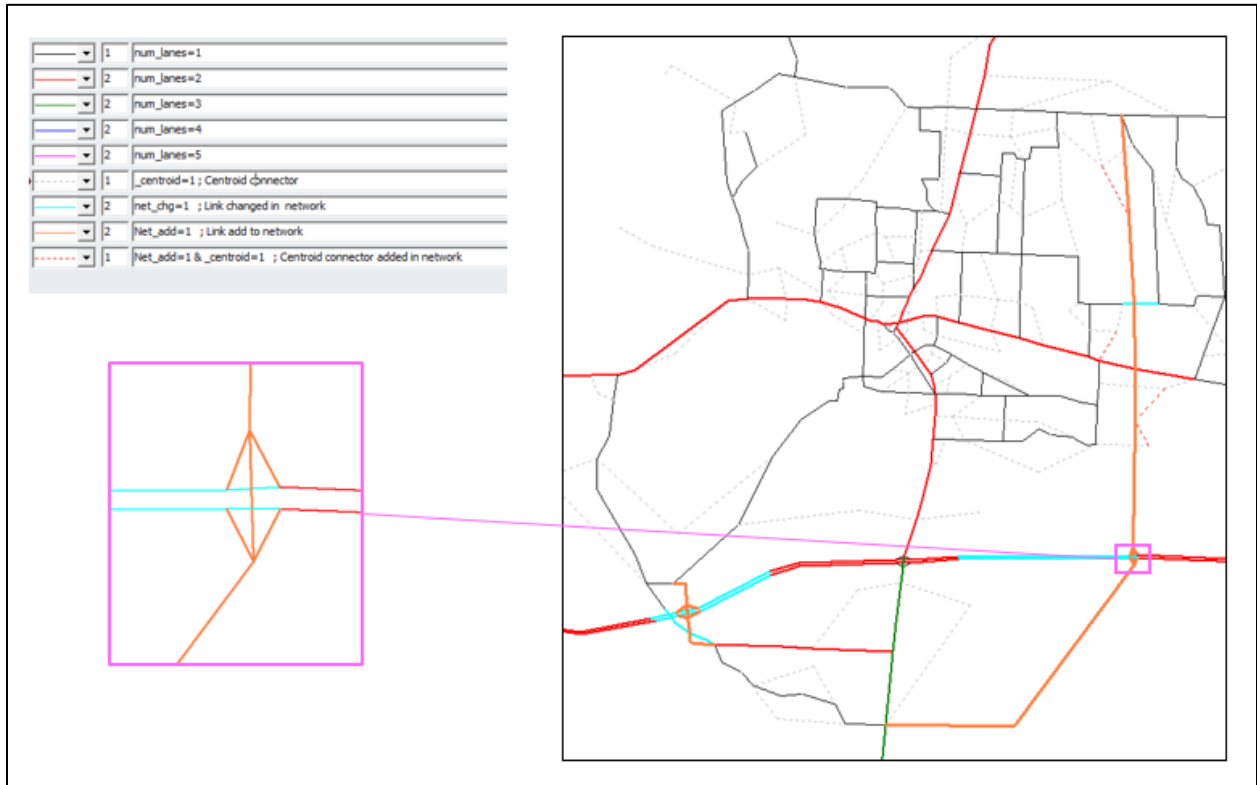 1 num_lanes=1
2 num_lanes=2
2 num_lanes=3
2 num_lanes=4
2 num_lanes=5
1 _centroid=1 ; Centroid connector
2 net_chg=1 ; Link changed in network
2 Net_add=1 ; Link add to network
1 Net_add=1 & _centroid=1 ; Centroid connector added in network